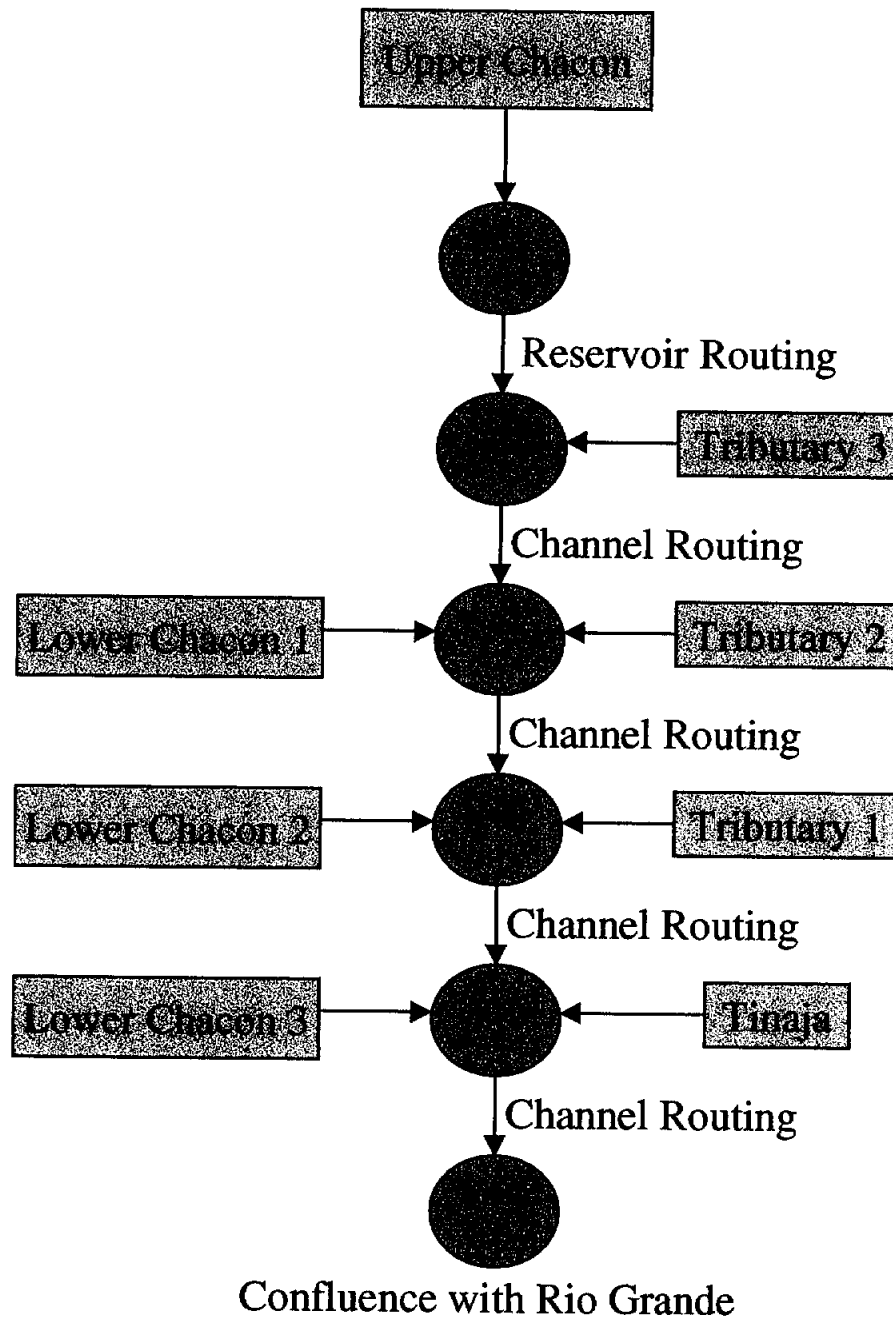 Upper Chacon
Reservoir Routing
Tributary 3
Channel Routing
Lower Chacon 1
Tributary 2
Channel Routing
Lower Chacon 2
Tributary 1
Channel Routing
Lower Chacon 3
Tinaja
Channel Routing
Confluence with Rio Grande